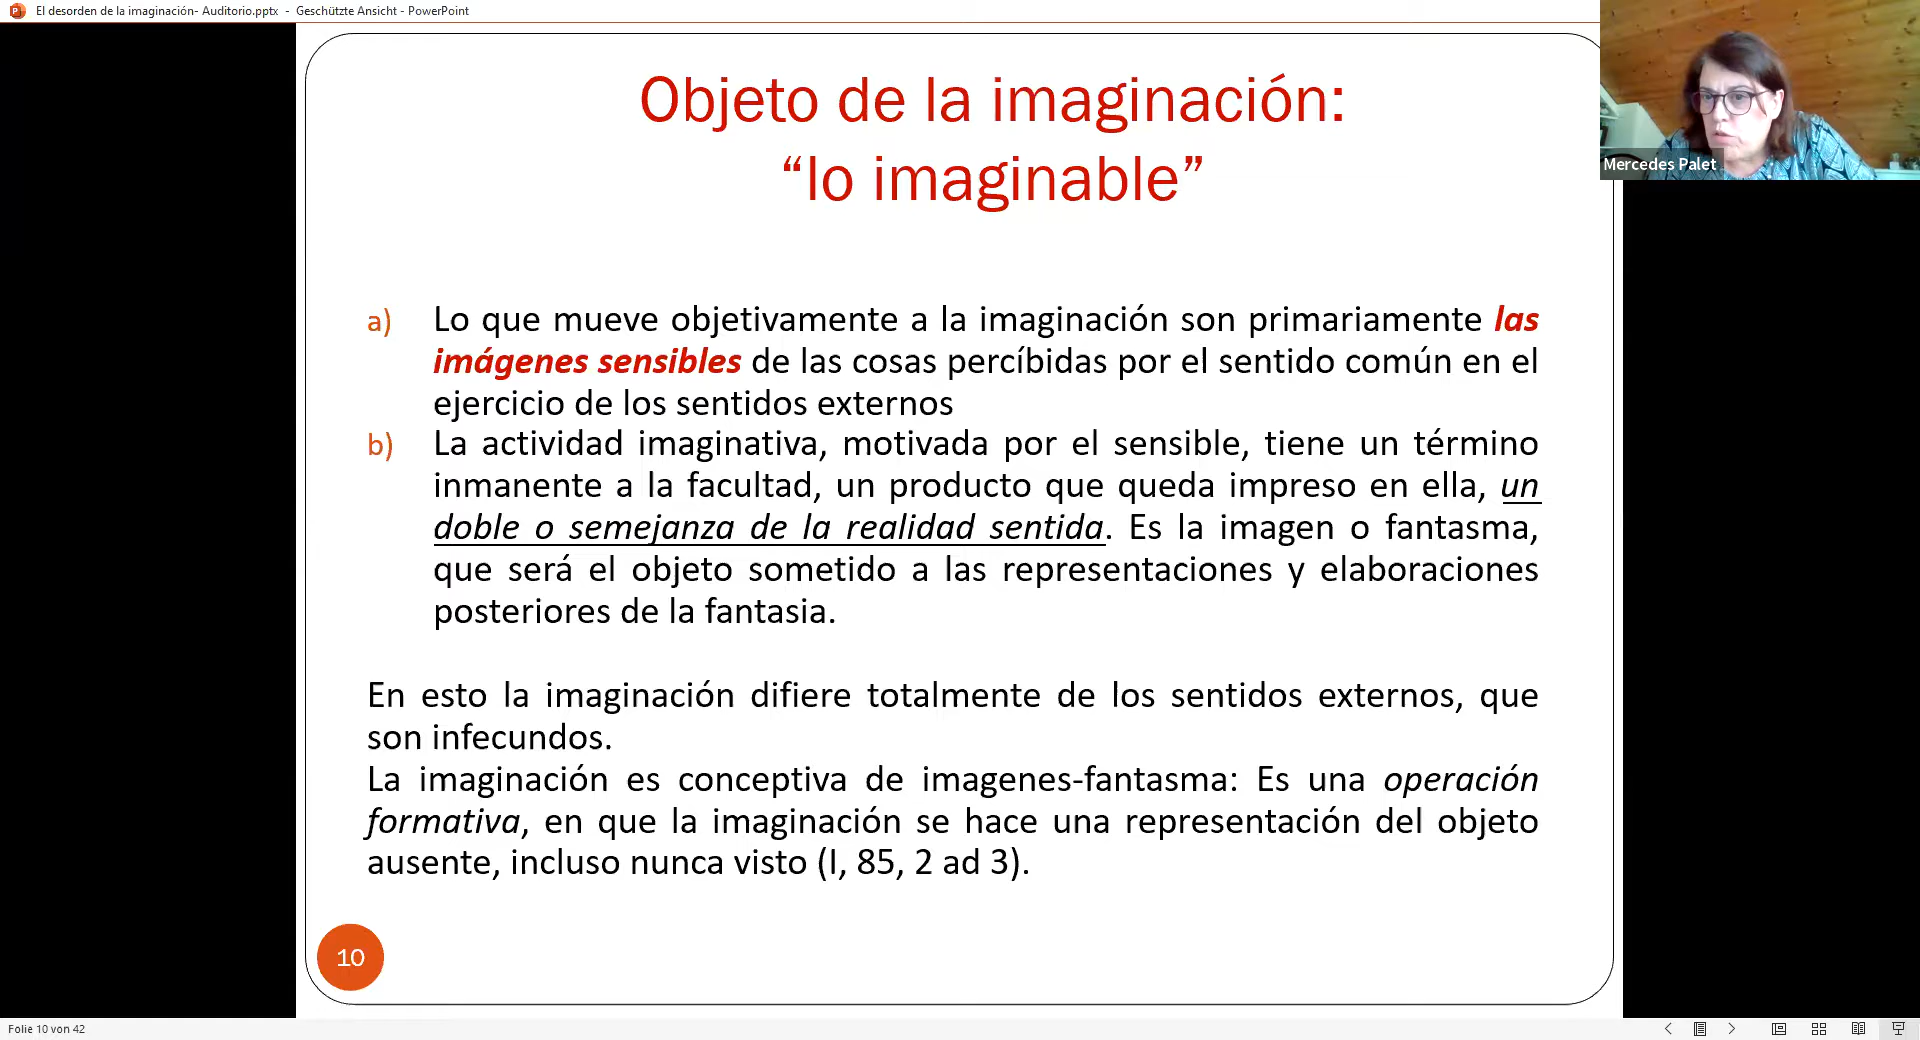 El desorden de la imaginación- Auditorio.pptx - Geschützte Ansicht - PowerPoint
Mercedes Palet
Objeto de la imaginación:
“lo imaginable”
a) Lo que mueve objetivamente a la imaginación son primariamente las
imágenes sensibles de las cosas percíbidas por el sentido común en el
ejercicio de los sentidos externos
b) La actividad imaginativa, motivada por el sensible, tiene un término
inmanente a la facultad, un producto que queda impreso en ella, un
doble o semejanza de la realidad sentida. Es la imagen o fantasma,
que será el objeto sometido a las representaciones y elaboraciones
posteriores de la fantasia.
En esto la imaginación difiere totalmente de los sentidos externos, que
son infecundos.
La imaginación es conceptiva de imagenes-fantasma: Es una operación
formativa, en que la imaginación se hace una representación del objeto
ausente, incluso nunca visto (I, 85, 2 ad 3).
10
Folie 10 von 42